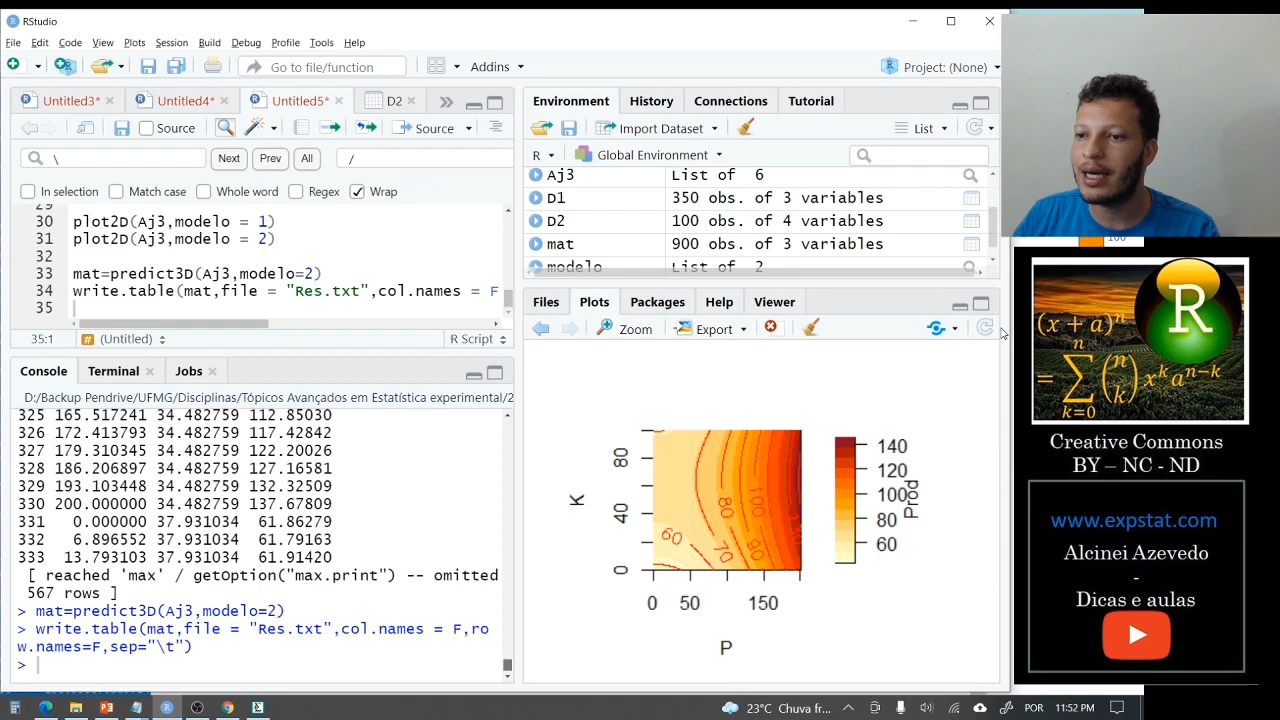 RStudio
File Edit Code View Plots Session Build Debug Profile Tools Help
Go to file/function
Addins
Project: (None)
Untitled3*
Untitled4*
Untitled5*
D2
Source
Source
\
Next
Prev
All
/
In selection
Match case
Whole word
Regex
Wrap
29
30 plot2D(Aj3,modelo = 1)
31 plot2D(Aj3,modelo = 2)
32
33 mat=predict3D(Aj3,modelo=2)
34 write.table(mat,file = "Res.txt",col.names = F
35
35:1
(Untitled)
R Script
Console
Terminal
Jobs
D:/Backup Pendrive/UFMG/Disciplinas/Tópicos Avançados em Estatística experimental/2
325 165.517241 34.482759 112.85030
326 172.413793 34.482759 117.42842
327 179.310345 34.482759 122.20026
328 186.206897 34.482759 127.16581
329 193.103448 34.482759 132.32509
330 200.000000 34.482759 137.67809
331 0.000000 37.931034 61.86279
332 6.896552 37.931034 61.79163
333 13.793103 37.931034 61.91420
[ reached 'max' / getOption("max.print") -- omitted
567 rows ]
> mat=predict3D(Aj3,modelo=2)
> write.table(mat,file = "Res.txt",col.names = F,ro
w.names=F,sep="\t")
>
Environment
History
Connections
Tutorial
Import Dataset
List
R
Global Environment
Aj3 List of 6
D1 350 obs. of 3 variables
D2 100 obs. of 4 variables
mat 900 obs. of 3 variables
modelo List of 2
Files
Plots
Packages
Help
Viewer
Zoom
Export
80
40
0
K
0 50 150
P
60
70
80
90
100
140
120
100
80
60
Prod
100
R
(x + a)ⁿ
= ∑ₖ₌₀ⁿ (n k) xᵏaⁿ⁻ᵏ
Creative Commons
BY – NC - ND
www.expstat.com
Alcinei Azevedo
-
Dicas e aulas
23°C Chuva fr...
POR
11:52 PM